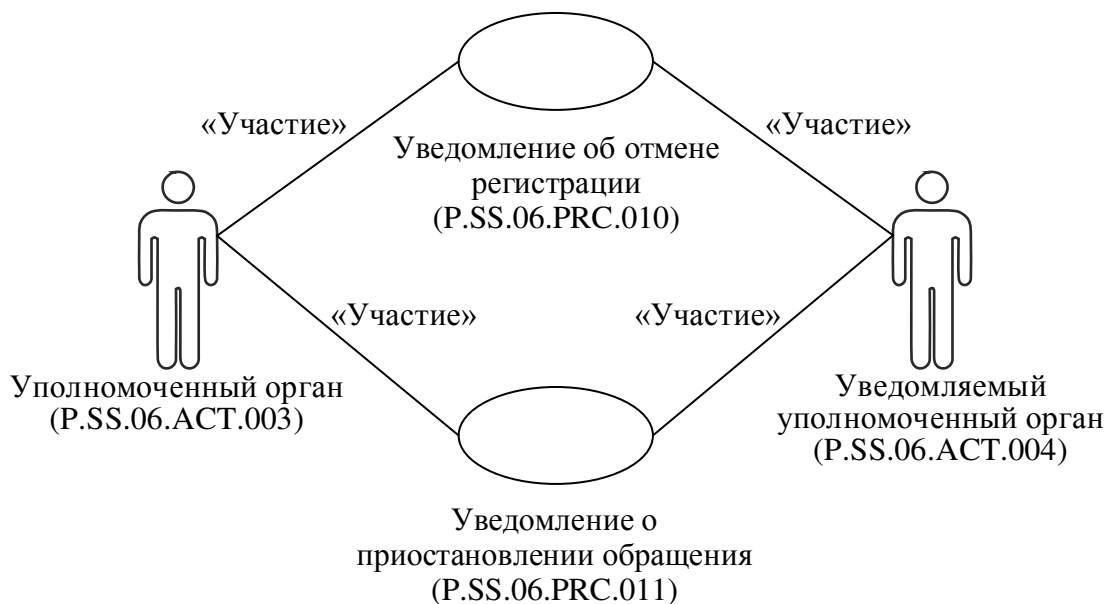 «Участие»
«Участие»
Уведомление об отмене
регистрации
(P.SS.06.PRC.010)
«Участие»
«Участие»
Уполномоченный орган
(P.SS.06.ACT.003)
Уведомляемый
уполномоченный орган
(P.SS.06.ACT.004)
Уведомление о
приостановлении обращения
(P.SS.06.PRC.011)